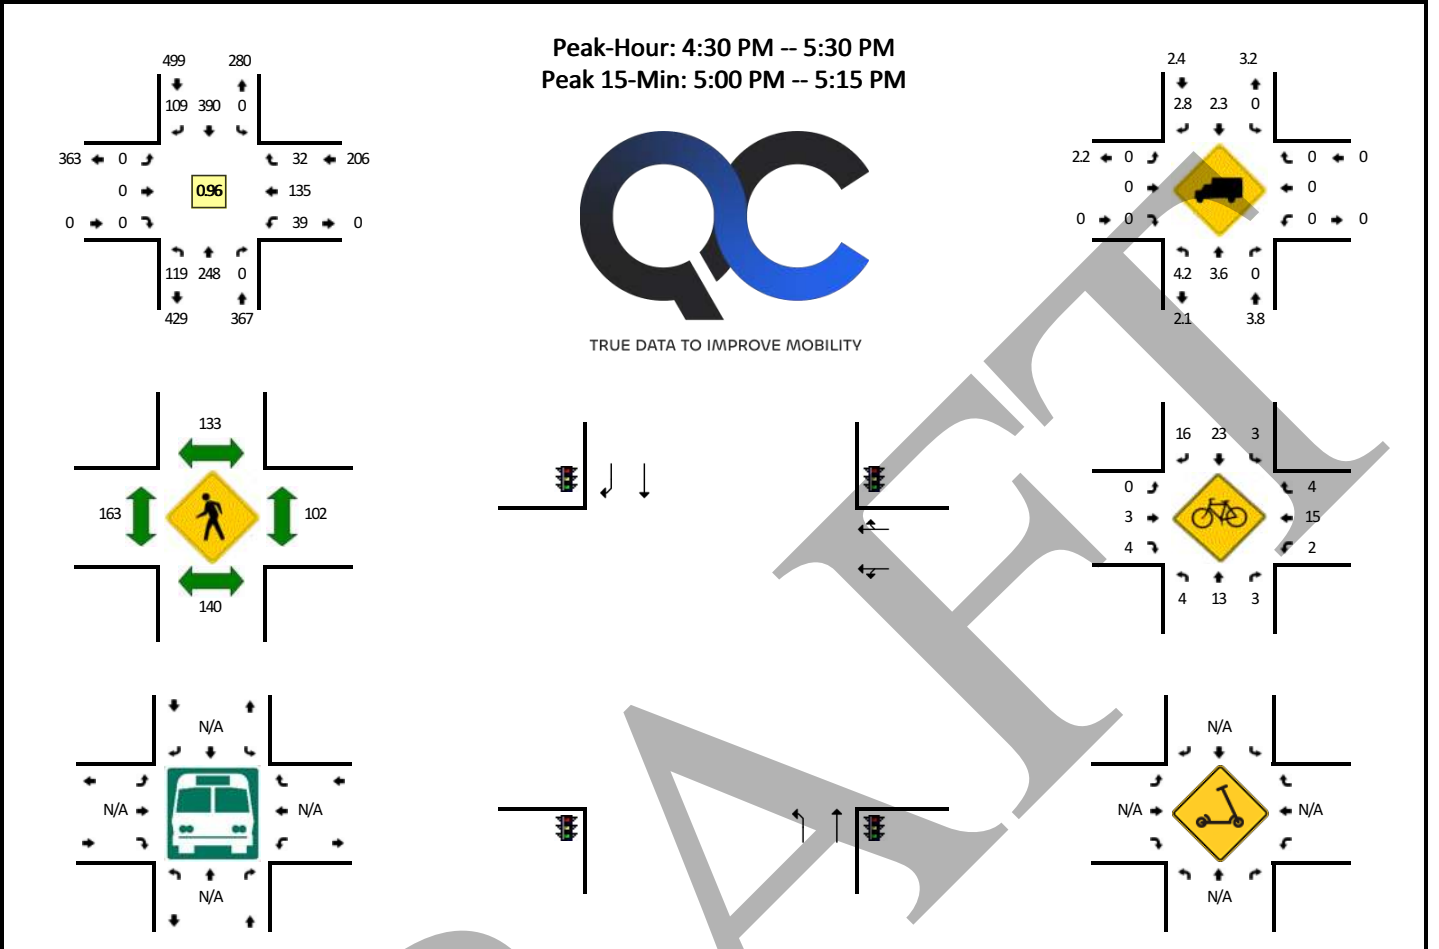 Peak-Hour: 4:30 PM -- 5:30 PM
Peak 15-Min: 5:00 PM -- 5:15 PM
499 280
109 390 0
363 0 32 206
0 0.96 135
0 0 39 0
119 248 0
429 367
QC
TRUE DATA TO IMPROVE MOBILITY
2.4 3.2
2.8 2.3 0
2.2 0 0 0
0 0
0 0 0 0
4.2 3.6 0
2.1 3.8
133
163 102
140
16 23 3
0 4
3 15
4 2
4 13 3
N/A
N/A N/A
N/A
N/A
N/A N/A
N/A
DRAFT